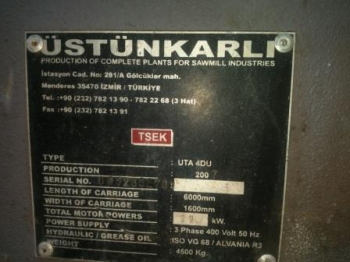 ÜSTÜNKARLI
PRODUCTION OF COMPLETE PLANTS FOR SAWMILL INDUSTRIES
İstasyon Cad. No: 291/A Gölcükler mah.
Menderes 35470 İZMİR / TÜRKİYE
Tel. :+90 (232) 782 13 90 - 782 22 68 (3 Hat)
Fax :+90 (232) 782 13 91
TSEK
TYPE : UTA 4DU
PRODUCTION : 200
SERIAL NO. :
LENGTH OF CARRIAGE : 6000mm
WIDTH OF CARRIAGE : 1600mm
TOTAL MOTOR POWERS : kW.
POWER SUPPLY : 3 Phase 400 Volt 50 Hz
HYDRAULIC / GREASE OIL : ISO VG 68 / ALVANIA R3
WEIGHT : 4500 Kg.